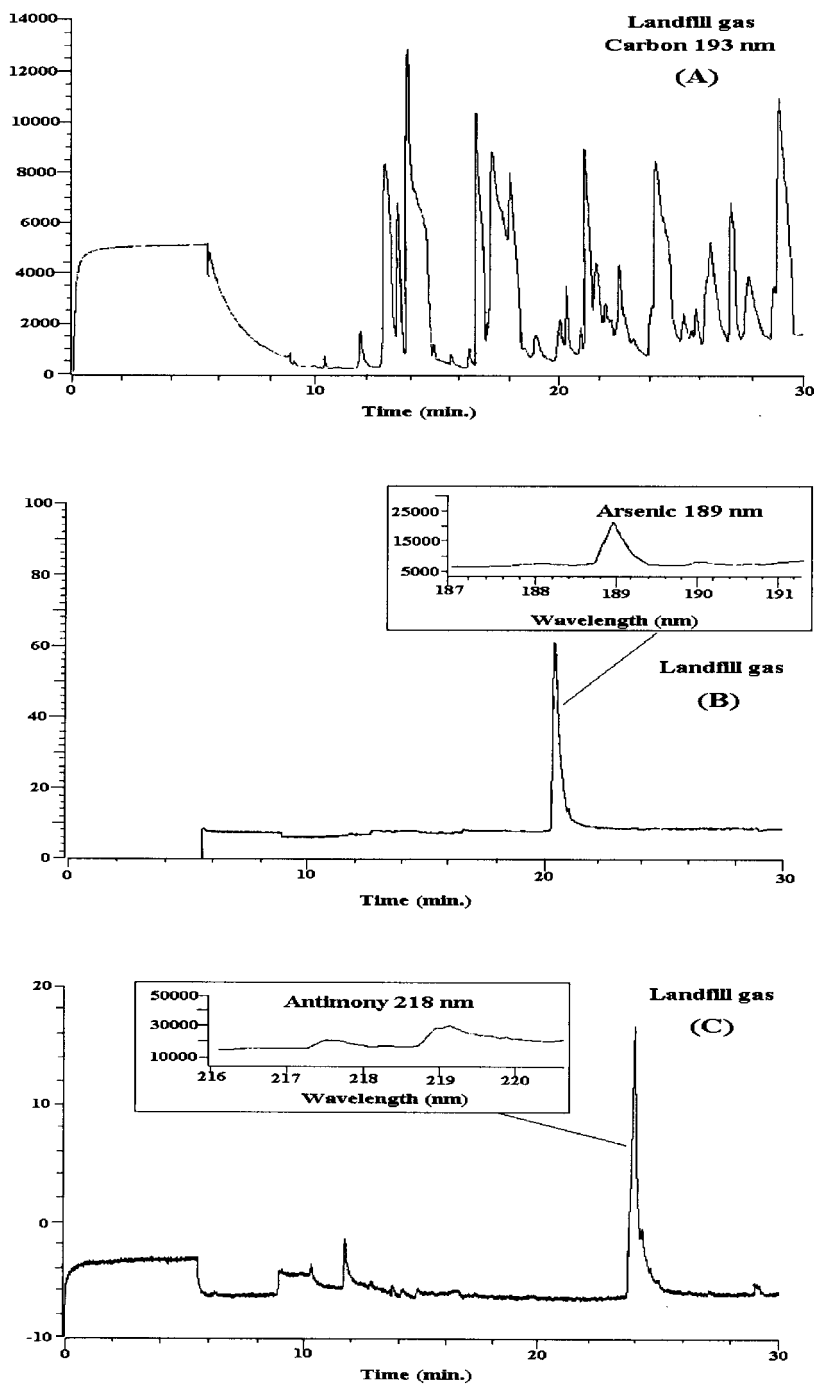 Landfill gas
Carbon 193 nm
(A)
14000
12000
10000
8000
6000
4000
2000
0
0 10 20 30
Time (min.)
Arsenic 189 nm
25000
15000
5000
187 188 189 190 191
Wavelength (nm)
Landfill gas
(B)
100
80
60
40
20
0
0 10 20 30
Time (min.)
Antimony 218 nm
50000
30000
10000
216 217 218 219 220
Wavelength (nm)
Landfill gas
(C)
20
10
0
-10
0 10 20 30
Time (min.)